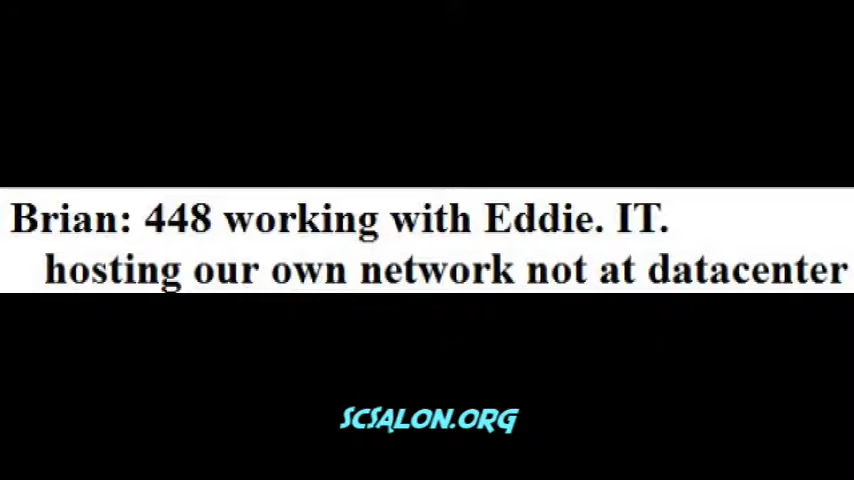 Brian: 448 working with Eddie. IT.
hosting our own network not at datacenter
SCSALON.ORG